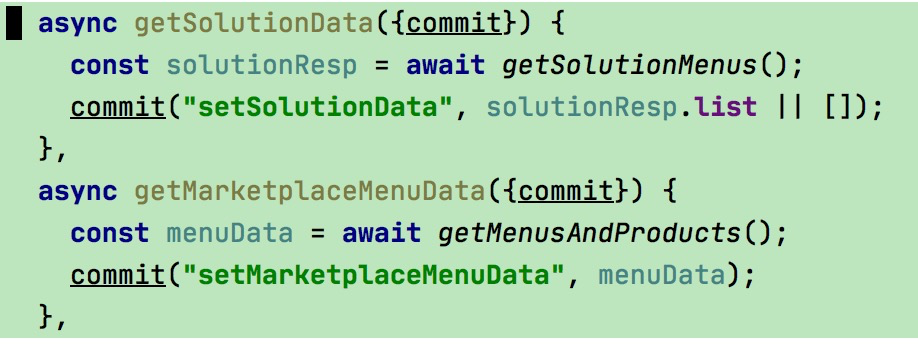 async getSolutionData({commit}) {
const solutionResp = await getSolutionMenus();
commit("setSolutionData", solutionResp.list || []);
},
async getMarketplaceMenuData({commit}) {
const menuData = await getMenusAndProducts();
commit("setMarketplaceMenuData", menuData);
},